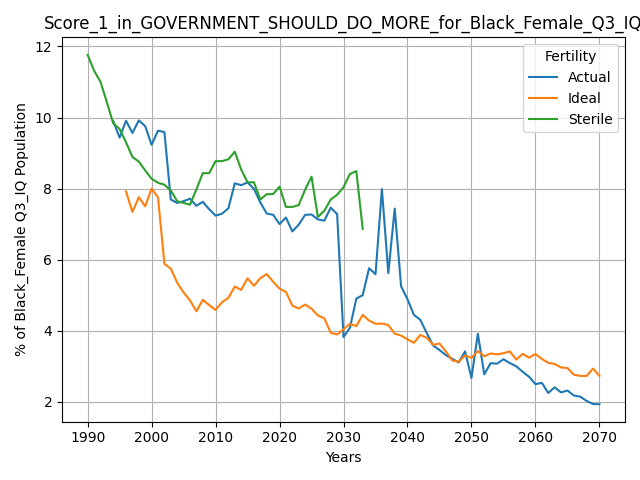 Score_1_in_GOVERNMENT_SHOULD_DO_MORE_for_Black_Female_Q3_IQ
Fertility
Actual
Ideal
Sterile
% of Black_Female Q3_IQ Population
12
10
8
6
4
2
1990 2000 2010 2020 2030 2040 2050 2060 2070
Years